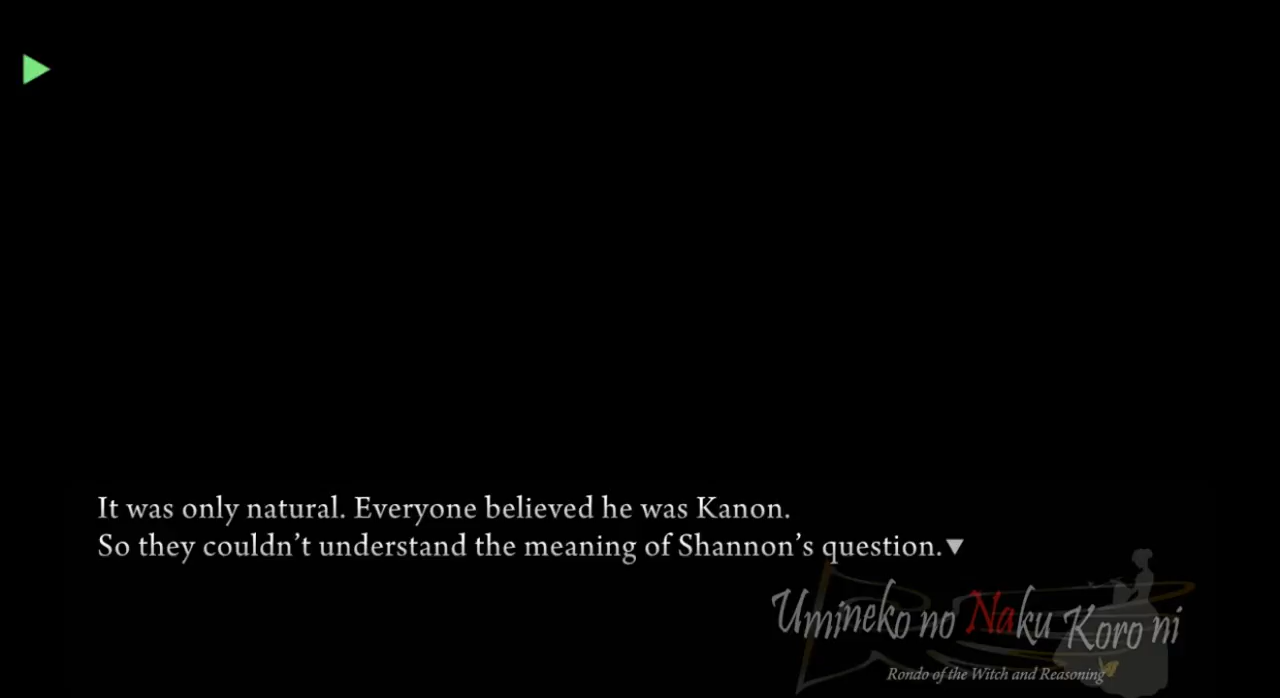 It was only natural. Everyone believed he was Kanon.
So they couldn’t understand the meaning of Shannon’s question.
Umineko no Naku Koro ni
Rondo of the Witch and Reasoning